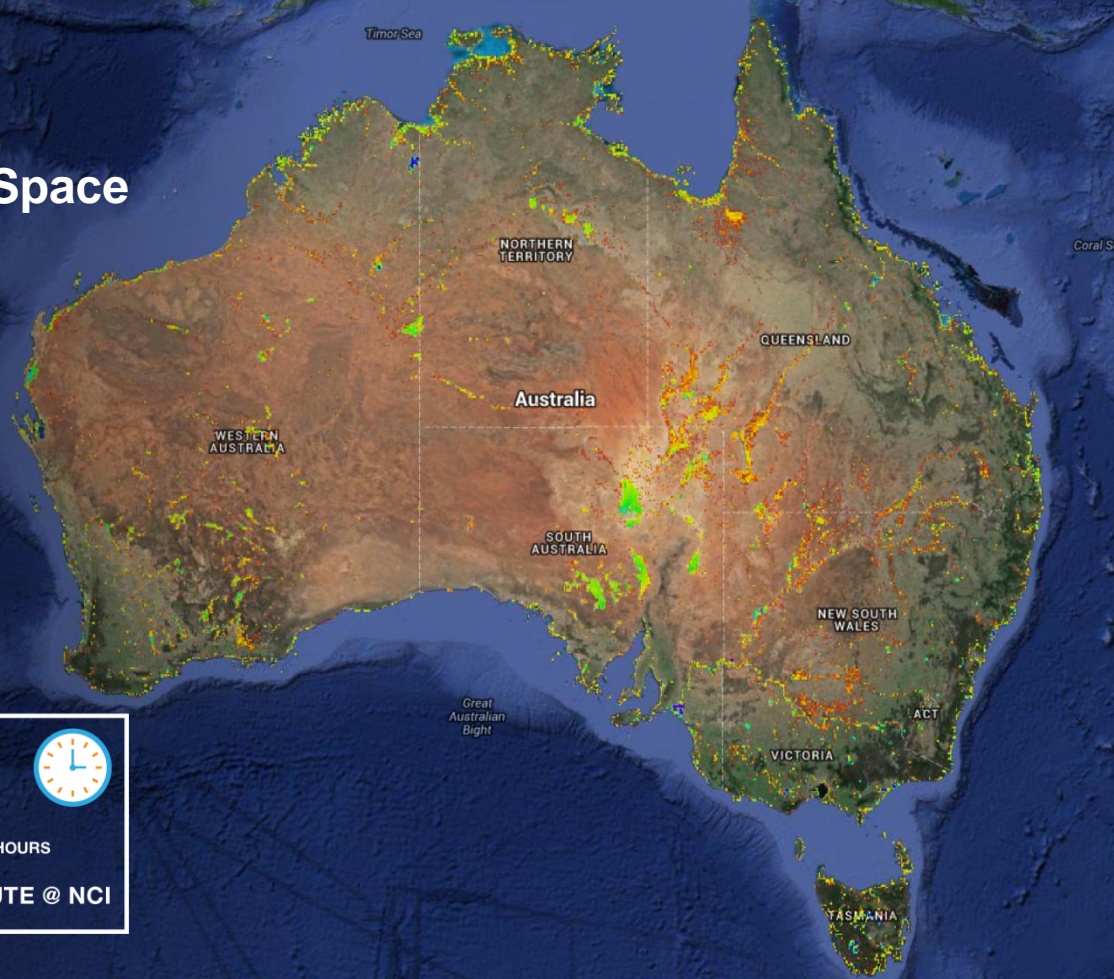 Timor Sea
Space
NORTHERN
TERRITORY
Coral S
QUEENSLAND
Australia
WESTERN
AUSTRALIA
SOUTH
AUSTRALIA
NEW SOUTH
WALES
Great
Australian
Bight
ACT
VICTORIA
HOURS
UTE @ NCI
TASMANIA